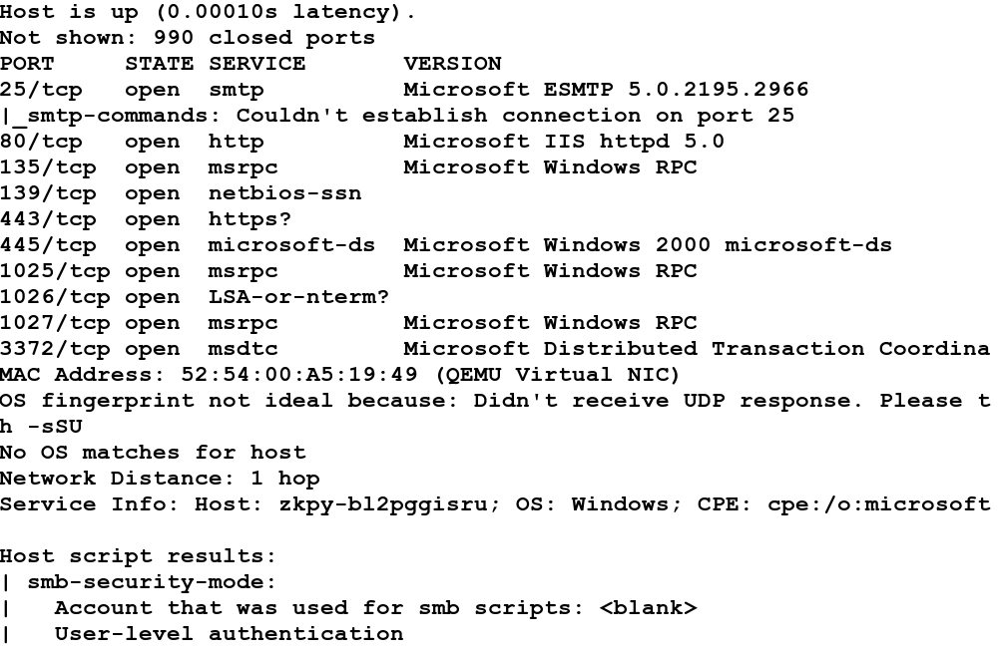 Host is up (0.00010s latency).
Not shown: 990 closed ports
PORT     STATE SERVICE       VERSION
25/tcp   open  smtp          Microsoft ESMTP 5.0.2195.2966
|_smtp-commands: Couldn't establish connection on port 25
80/tcp   open  http          Microsoft IIS httpd 5.0
135/tcp  open  msrpc         Microsoft Windows RPC
139/tcp  open  netbios-ssn
443/tcp  open  https?
445/tcp  open  microsoft-ds  Microsoft Windows 2000 microsoft-ds
1025/tcp open  msrpc         Microsoft Windows RPC
1026/tcp open  LSA-or-nterm?
1027/tcp open  msrpc         Microsoft Windows RPC
3372/tcp open  msdtc         Microsoft Distributed Transaction Coordina
MAC Address: 52:54:00:A5:19:49 (QEMU Virtual NIC)
OS fingerprint not ideal because: Didn't receive UDP response. Please t
h -sSU
No OS matches for host
Network Distance: 1 hop
Service Info: Host: zkpy-bl2pggisru; OS: Windows; CPE: cpe:/o:microsoft

Host script results:
| smb-security-mode:
|   Account that was used for smb scripts: <blank>
|   User-level authentication